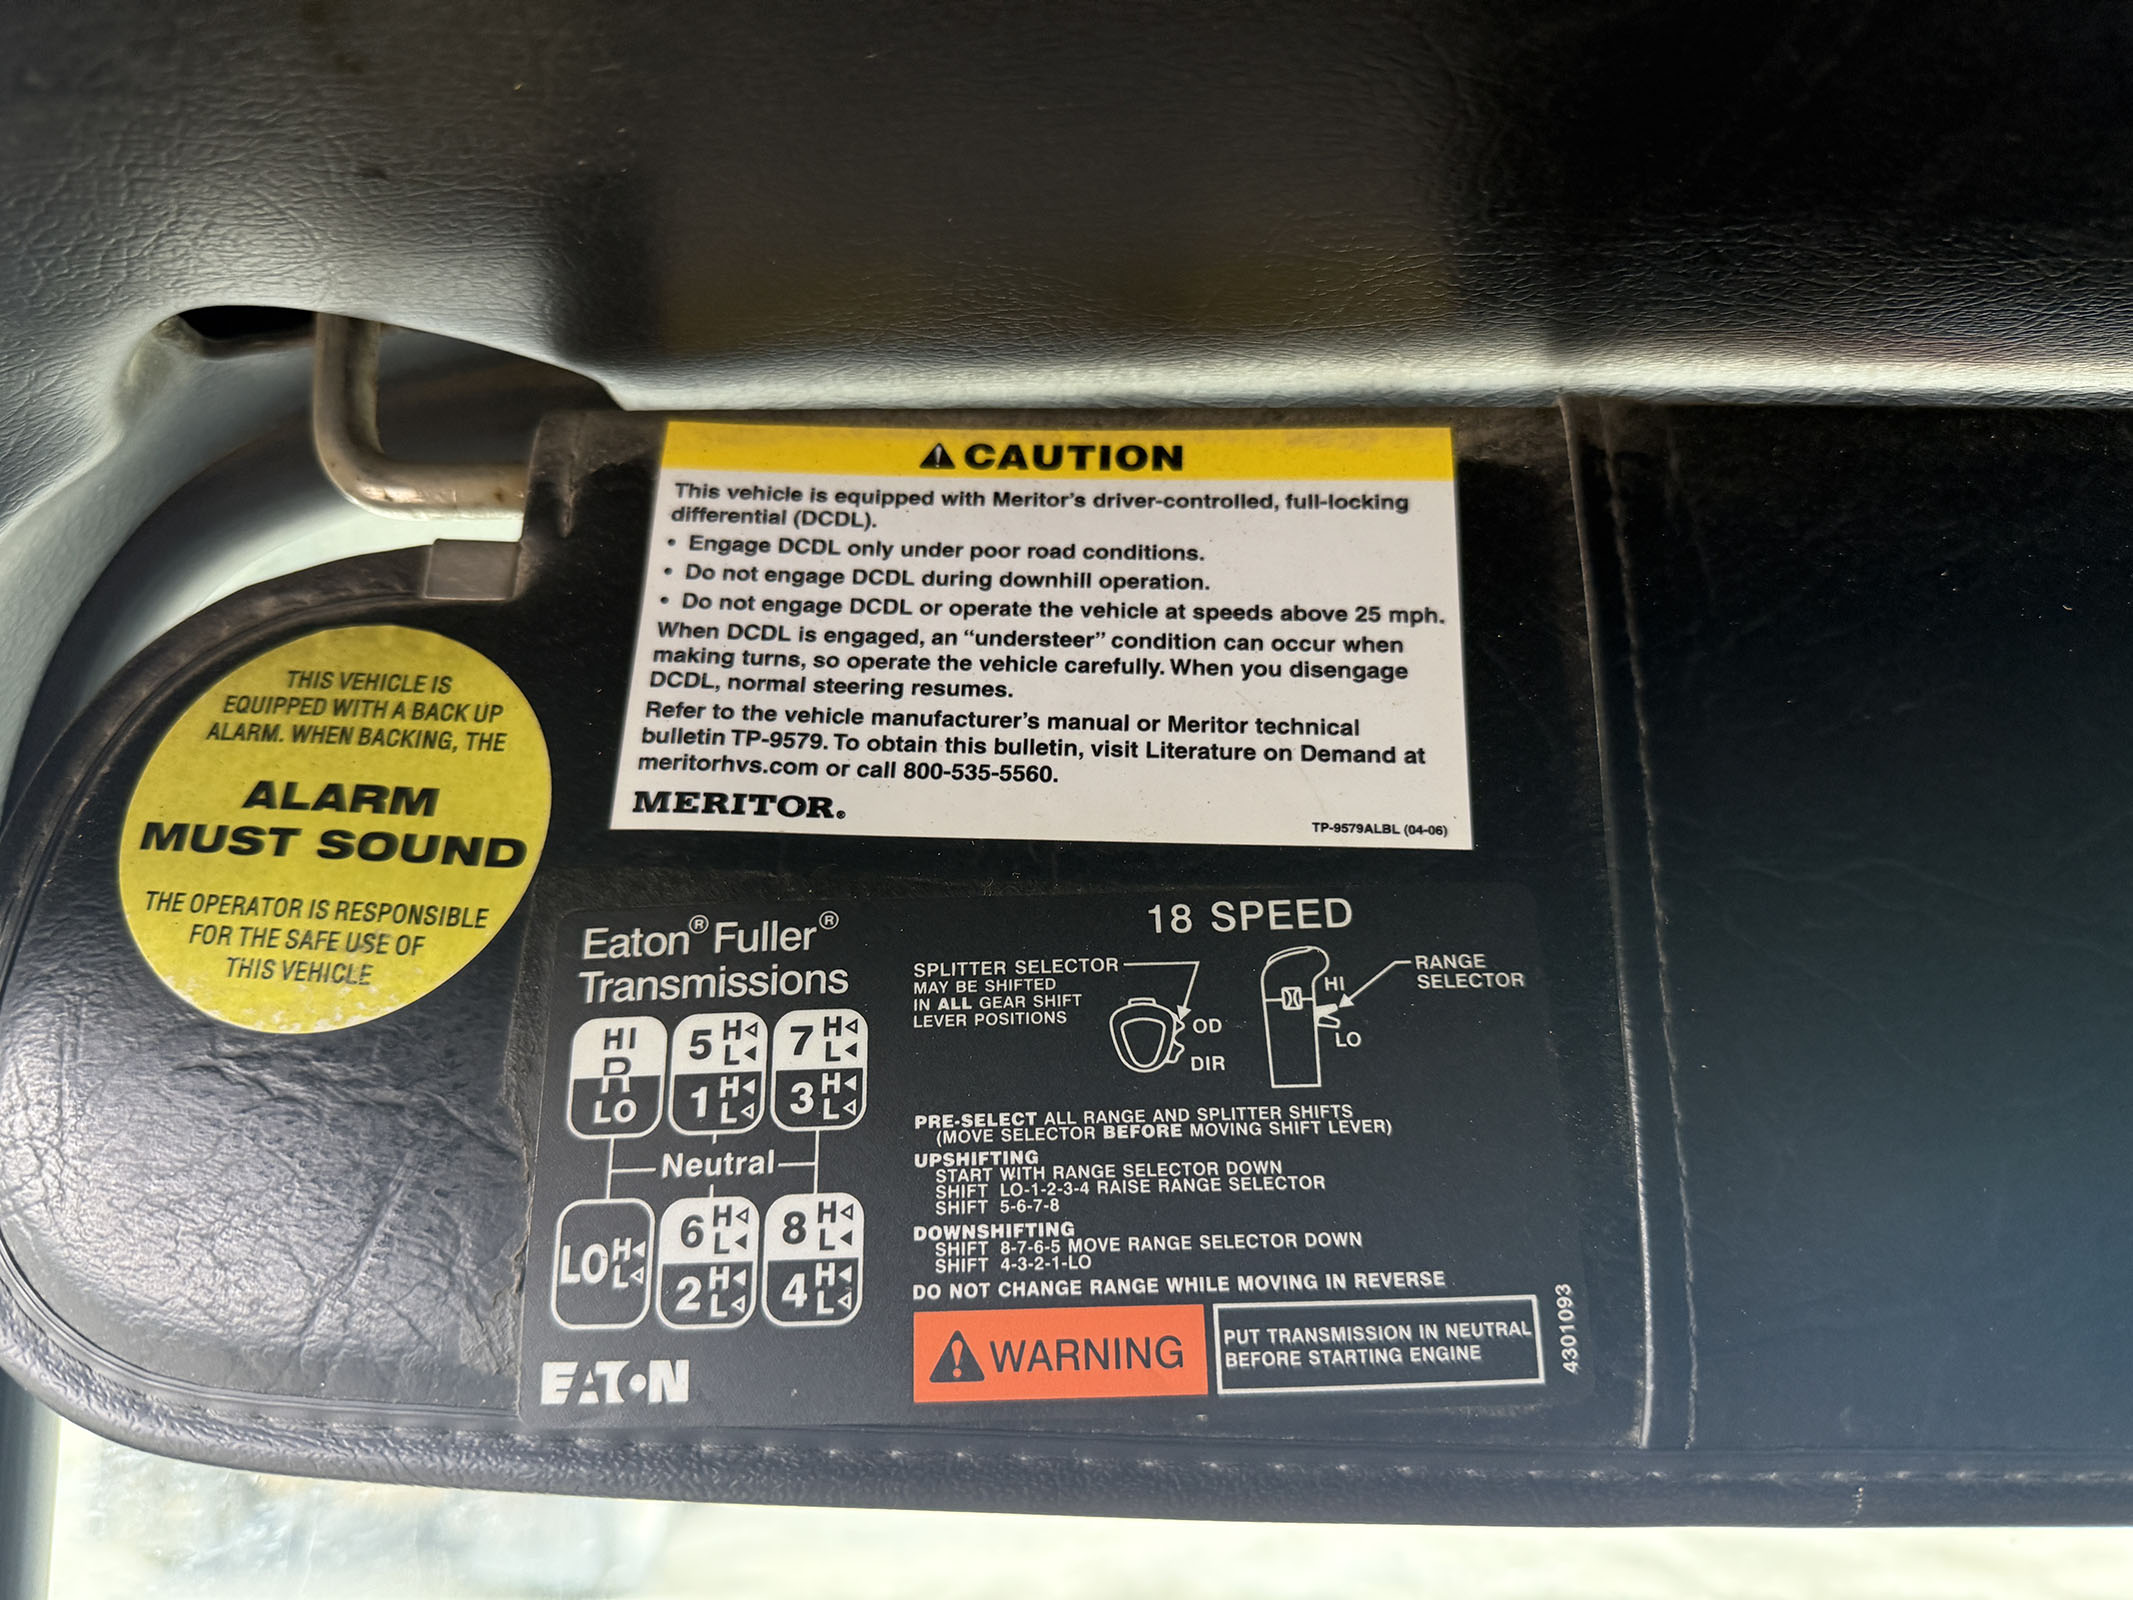 ⚠ CAUTION
This vehicle is equipped with Meritor's driver-controlled, full-locking
differential (DCDL).
• Engage DCDL only under poor road conditions.
• Do not engage DCDL during downhill operation.
• Do not engage DCDL or operate the vehicle at speeds above 25 mph.
When DCDL is engaged, an “understeer” condition can occur when
making turns, so operate the vehicle carefully. When you disengage
DCDL, normal steering resumes.
Refer to the vehicle manufacturer's manual or Meritor technical
bulletin TP-9579. To obtain this bulletin, visit Literature on Demand at
meritorhvs.com or call 800-535-5560.
MERITOR®
TP-9579ALBL (04-06)
THIS VEHICLE IS
EQUIPPED WITH A BACK UP
ALARM. WHEN BACKING, THE
ALARM
MUST SOUND
THE OPERATOR IS RESPONSIBLE
FOR THE SAFE USE OF
THIS VEHICLE
Eaton® Fuller®
Transmissions
HI 5 H L 7 H L
R
LO 1 H L 3 H L
Neutral
LO H L 6 H L 8 H L
2 H L 4 H L
EATON
18 SPEED
SPLITTER SELECTOR
MAY BE SHIFTED
IN ALL GEAR SHIFT
LEVER POSITIONS
OD
DIR
HI
LO
RANGE
SELECTOR
PRE-SELECT ALL RANGE AND SPLITTER SHIFTS
(MOVE SELECTOR BEFORE MOVING SHIFT LEVER)
UPSHIFTING
START WITH RANGE SELECTOR DOWN
SHIFT LO-1-2-3-4 RAISE RANGE SELECTOR
SHIFT 5-6-7-8
DOWNSHIFTING
SHIFT 8-7-6-5 MOVE RANGE SELECTOR DOWN
SHIFT 4-3-2-1-LO
DO NOT CHANGE RANGE WHILE MOVING IN REVERSE
⚠ WARNING
PUT TRANSMISSION IN NEUTRAL
BEFORE STARTING ENGINE
4301093